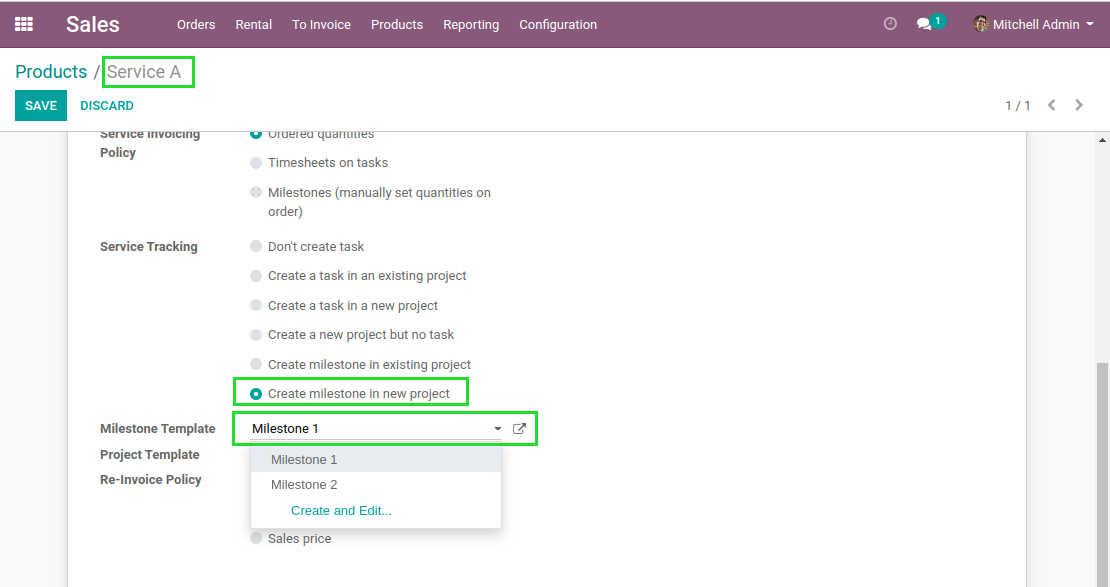 Sales Orders Rental To Invoice Products Reporting Configuration 1 Mitchell Admin
Products / Service A
SAVE DISCARD 1 / 1
Service Invoicing Ordered quantities
Policy
Timesheets on tasks
Milestones (manually set quantities on
order)
Service Tracking Don't create task
Create a task in an existing project
Create a task in a new project
Create a new project but no task
Create milestone in existing project
Create milestone in new project
Milestone Template Milestone 1
Project Template
Milestone 1
Re-Invoice Policy
Milestone 2
Create and Edit...
Sales price